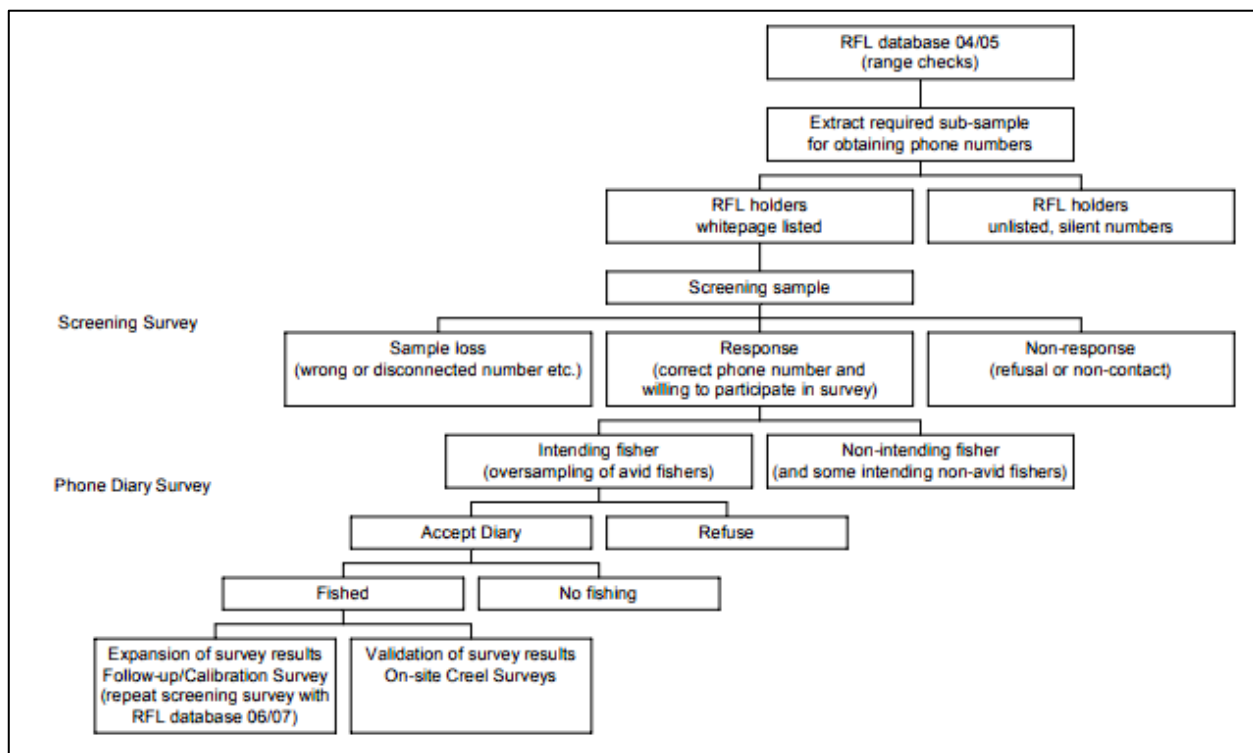 RFL database 04/05
(range checks)
Extract required sub-sample
for obtaining phone numbers
RFL holders
whitepage listed
RFL holders
unlisted, silent numbers
Screening sample
Screening Survey
Sample loss
(wrong or disconnected number etc.)
Response
(correct phone number and
willing to participate in survey)
Non-response
(refusal or non-contact)
Intending fisher
(oversampling of avid fishers)
Non-intending fisher
(and some intending non-avid fishers)
Phone Diary Survey
Accept Diary
Refuse
Fished
No fishing
Expansion of survey results
Follow-up/Calibration Survey
(repeat screening survey with
RFL database 06/07)
Validation of survey results
On-site Creel Surveys